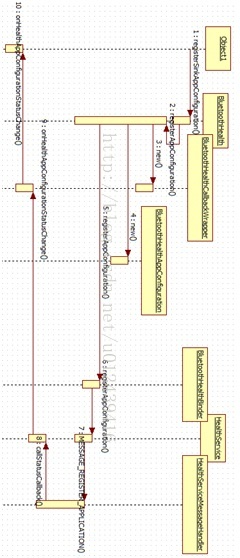 Object1
BluetoothHealth
BluetoothHealthCallbackWrapper
BluetoothHealthAppConfiguration
BluetoothHealthBinder
HealthService
HealthServiceMessageHandler
1 : registerSinkAppConfiguration()
2 : registerAppConfiguration()
3 : new()
4 : new()
5 : registerAppConfiguration()
6 : registerAppConfiguration()
7 : MESSAGE_REGISTER_APPLICATION()
8 : callStatusCallback()
9 : onHealthAppConfigurationStatusChange()
10 : onHealthAppConfigurationStatusChange()